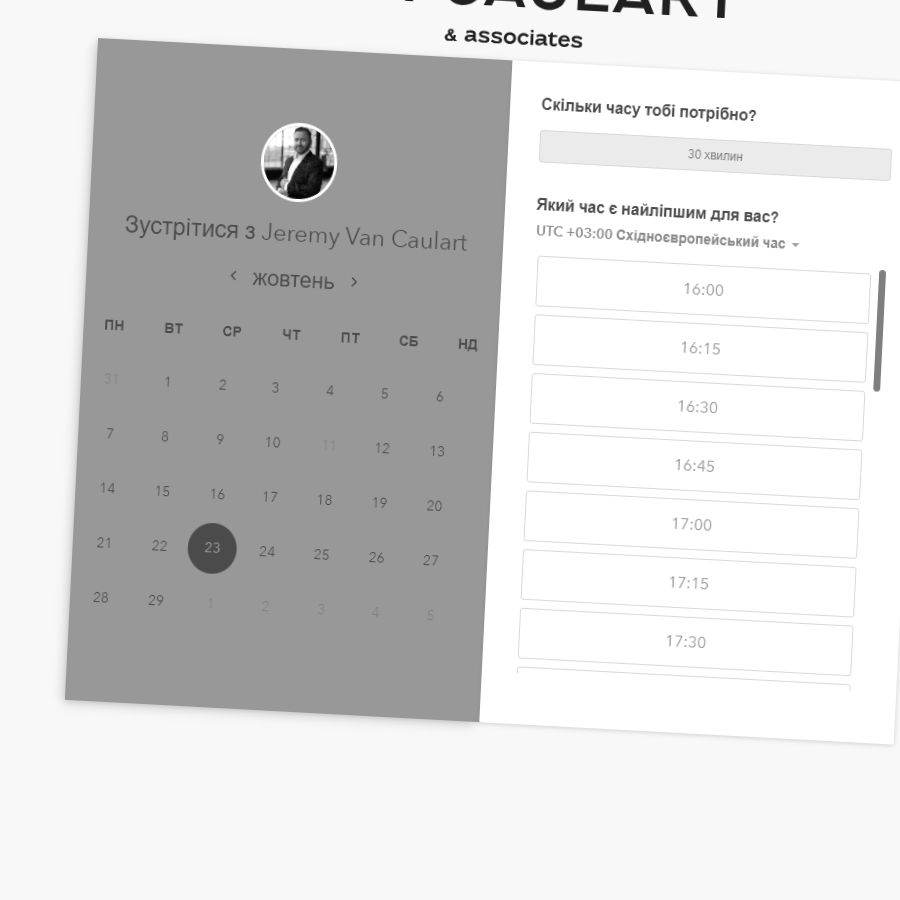 CAULART
& associates
Зустрітися з Jeremy Van Caulart
жовтень
ПН ВТ СР ЧТ ПТ СБ НД
31 1 2 3 4 5 6
7 8 9 10 11 12 13
14 15 16 17 18 19 20
21 22 23 24 25 26 27
28 29 1 2 3 4 5
Скільки часу тобі потрібно?
30 хвилин
Який час є найліпшим для вас?
UTC +03:00 Східноєвропейський час
16:00
16:15
16:30
16:45
17:00
17:15
17:30